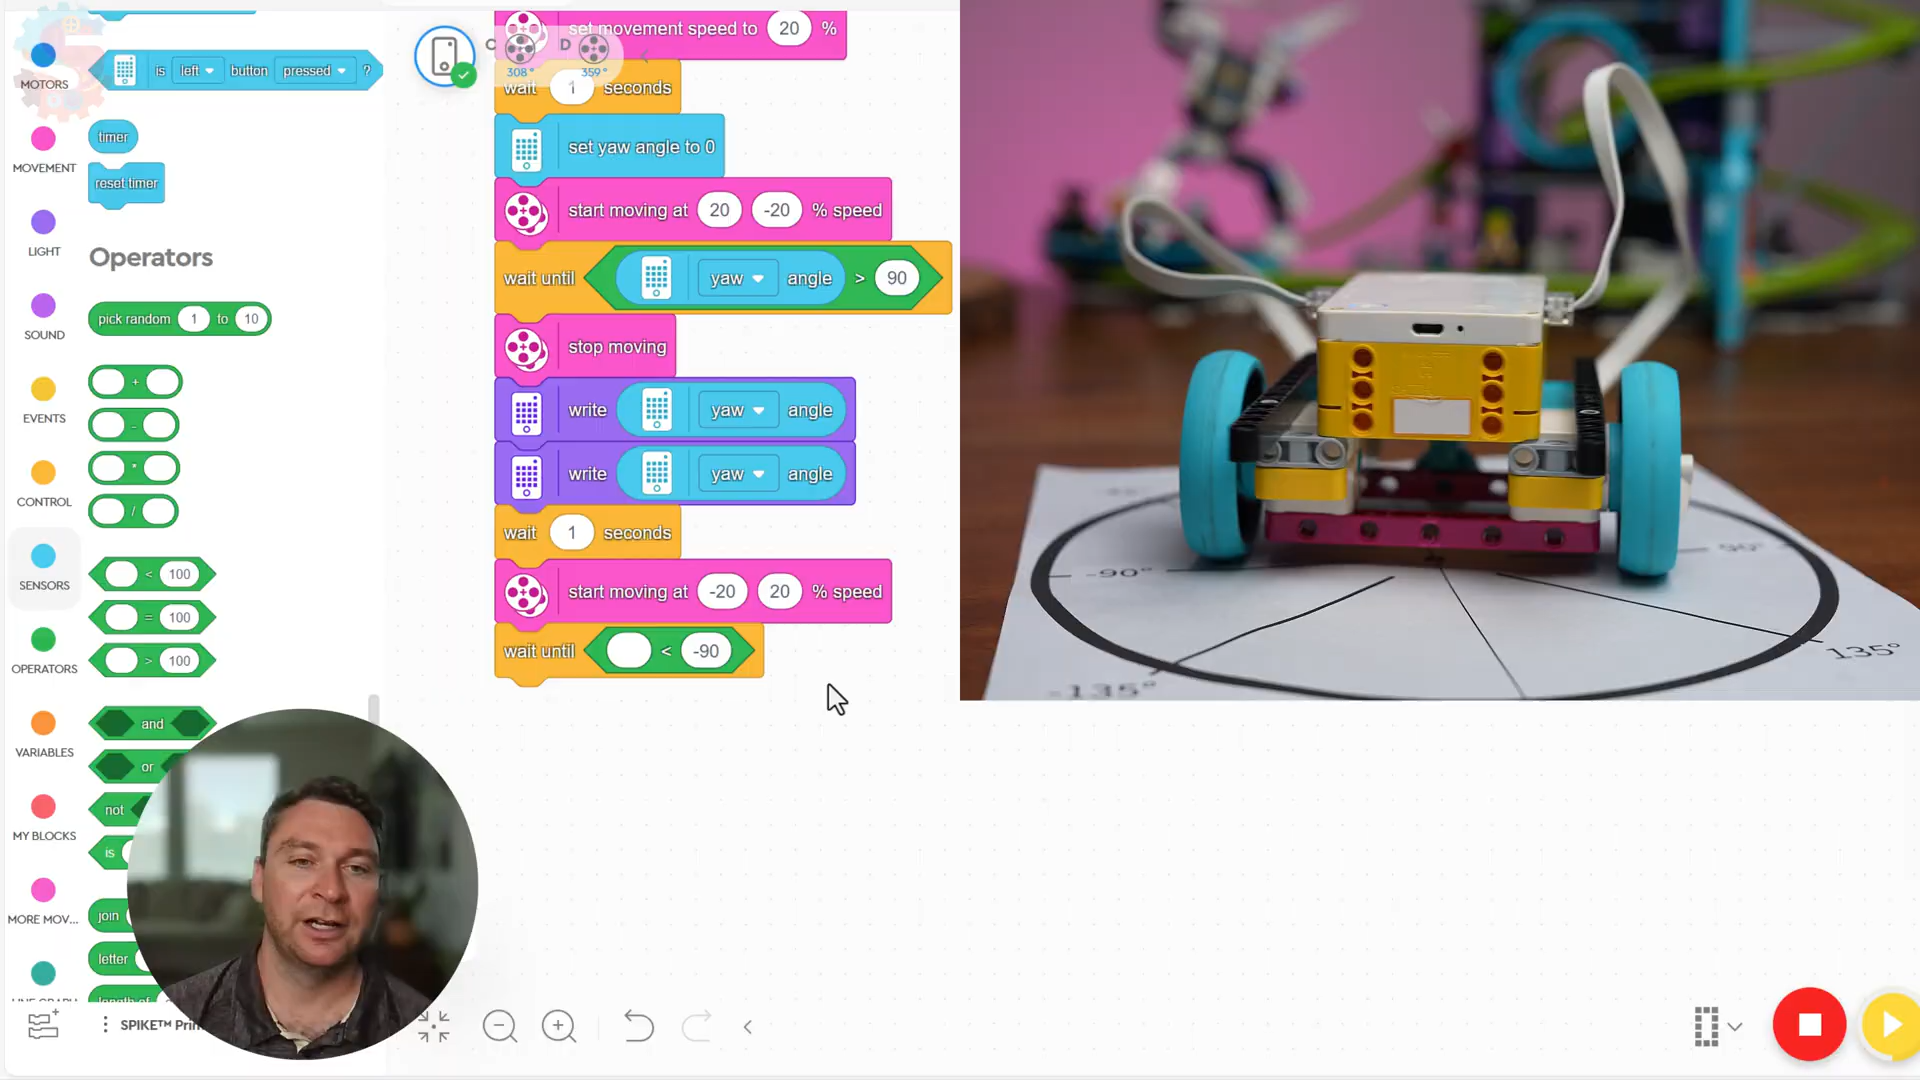 MOTORS
MOVEMENT
LIGHT
SOUND
EVENTS
CONTROL
SENSORS
OPERATORS
VARIABLES
MY BLOCKS
MORE MOV...
is left button pressed ?
timer
reset timer
Operators
pick random 1 to 10
+
-
*
/
< 100
= 100
> 100
and
or
not
is
join
letter
length of
SPIKE™ Prin
C 308° D 359°
set movement speed to 20 %
wait 1 seconds
set yaw angle to 0
start moving at 20 -20 % speed
wait until yaw angle > 90
stop moving
write yaw angle
write yaw angle
wait 1 seconds
start moving at -20 20 % speed
wait until < -90
-90°
90°
-135°
135°